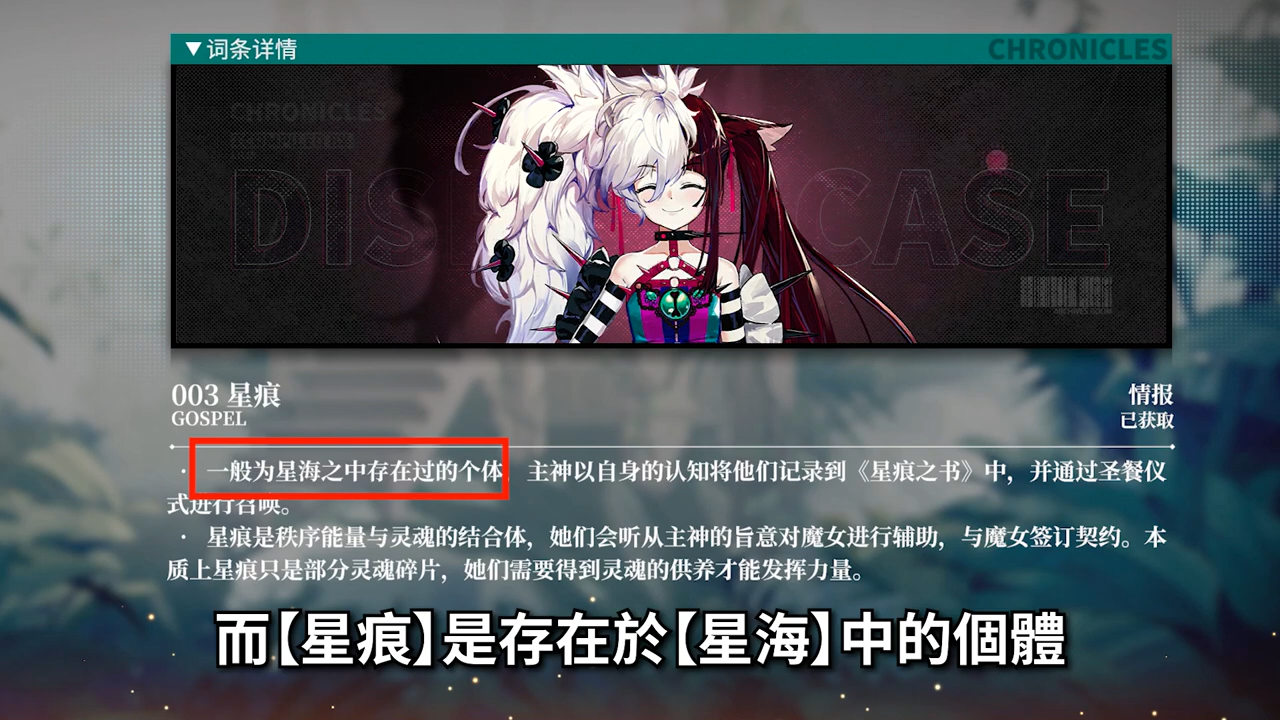 ▼词条详情
CHRONICLES
CHRONICLES
003 星痕
GOSPEL
情报
已获取
· 一般为星海之中存在过的个体，主神以自身的认知将他们记录到《星痕之书》中，并通过圣餐仪
式进行召唤。
· 星痕是秩序能量与灵魂的结合体，她们会听从主神的旨意对魔女进行辅助，与魔女签订契约。本
质上星痕只是部分灵魂碎片，她们需要得到灵魂的供养才能发挥力量。
而【星痕】是存在於【星海】中的個體